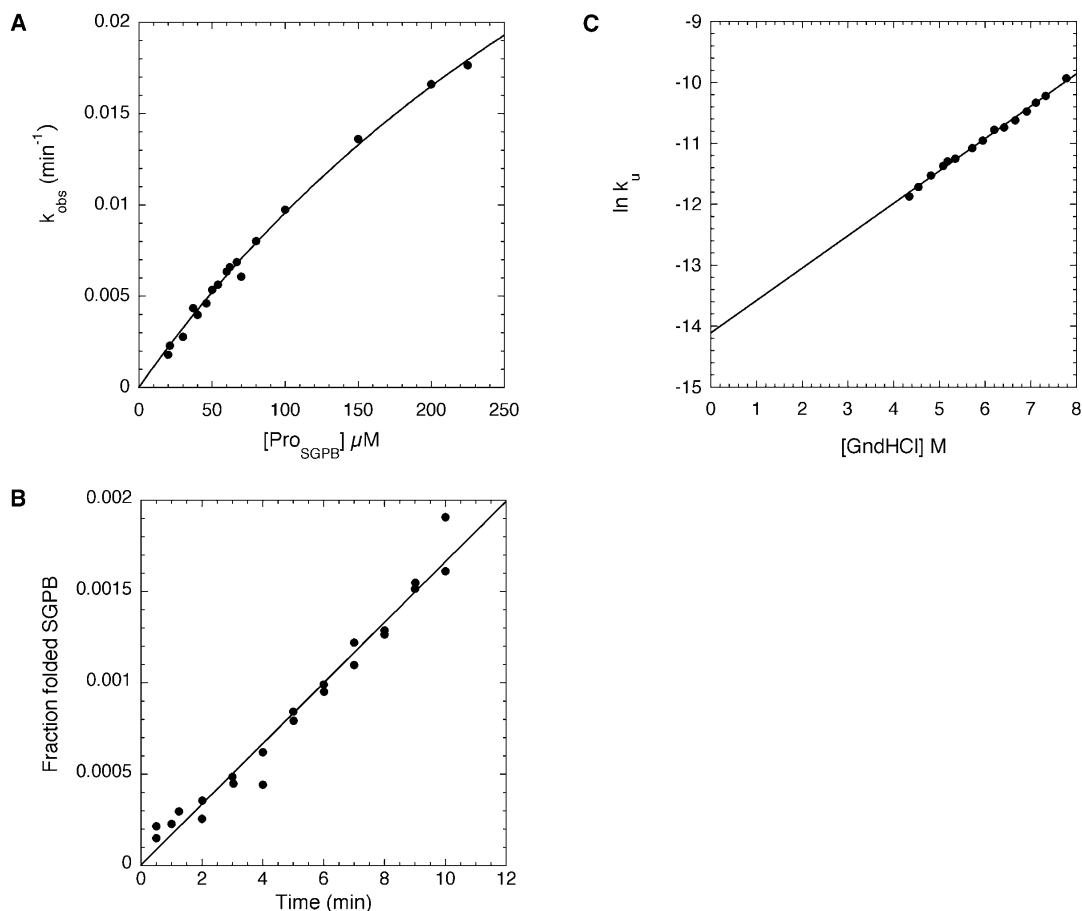 A
0.02
0.015
0.01
0.005
0
k_obs (min⁻¹)
0 50 100 150 200 250
[Pro_SGPB] µM
C
-9
-10
-11
-12
-13
-14
-15
ln k_u
0 1 2 3 4 5 6 7 8
[GndHCl] M
B
0.002
0.0015
0.001
0.0005
0
Fraction folded SGPB
0 2 4 6 8 10 12
Time (min)